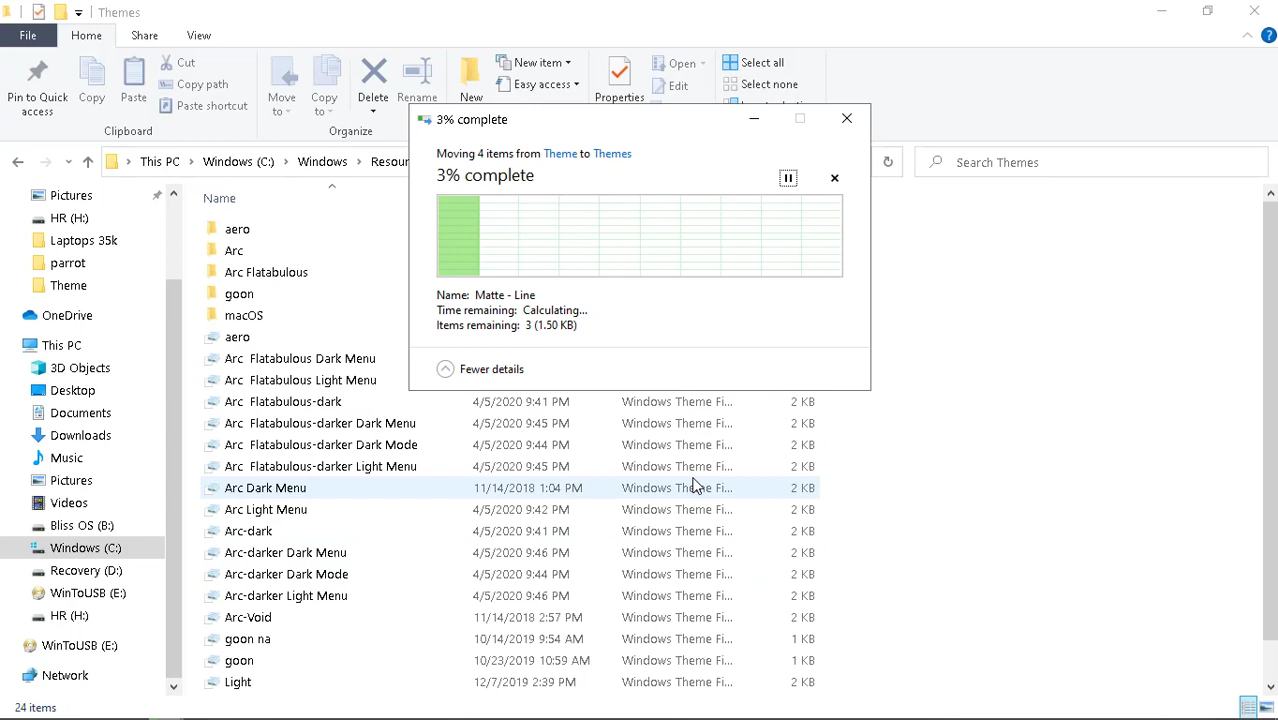 Themes
File Home Share View
Pin to Quick access
Copy
Paste
Cut
Copy path
Paste shortcut
Clipboard
Move to
Copy to
Delete
Rename
Organize
New
New item
Easy access
Properties
Open
Edit
Select all
Select none
This PC Windows (C:) Windows Resour
Search Themes
3% complete
Moving 4 items from Theme to Themes
3% complete
Name: Matte - Line
Time remaining: Calculating...
Items remaining: 3 (1.50 KB)
Fewer details
Pictures
HR (H:)
Laptops 35k
parrot
Theme
OneDrive
This PC
3D Objects
Desktop
Documents
Downloads
Music
Pictures
Videos
Bliss OS (B:)
Windows (C:)
Recovery (D:)
WinToUSB (E:)
HR (H:)
WinToUSB (E:)
Network
Name
aero
Arc
Arc Flatabulous
goon
macOS
aero
Arc Flatabulous Dark Menu
Arc Flatabulous Light Menu
Arc Flatabulous-dark 4/5/2020 9:41 PM Windows Theme Fi... 2 KB
Arc Flatabulous-darker Dark Menu 4/5/2020 9:45 PM Windows Theme Fi... 2 KB
Arc Flatabulous-darker Dark Mode 4/5/2020 9:44 PM Windows Theme Fi... 2 KB
Arc Flatabulous-darker Light Menu 4/5/2020 9:45 PM Windows Theme Fi... 2 KB
Arc Dark Menu 11/14/2018 1:04 PM Windows Theme Fi... 2 KB
Arc Light Menu 4/5/2020 9:42 PM Windows Theme Fi... 2 KB
Arc-dark 4/5/2020 9:41 PM Windows Theme Fi... 2 KB
Arc-darker Dark Menu 4/5/2020 9:46 PM Windows Theme Fi... 2 KB
Arc-darker Dark Mode 4/5/2020 9:44 PM Windows Theme Fi... 2 KB
Arc-darker Light Menu 4/5/2020 9:46 PM Windows Theme Fi... 2 KB
Arc-Void 11/14/2018 2:57 PM Windows Theme Fi... 2 KB
goon na 10/14/2019 9:54 AM Windows Theme Fi... 1 KB
goon 10/23/2019 10:59 AM Windows Theme Fi... 1 KB
Light 12/7/2019 2:39 PM Windows Theme Fi... 2 KB
24 items